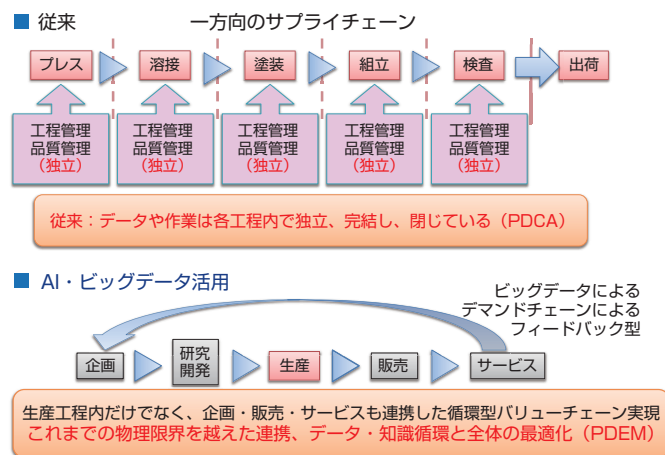 ■ 従来
一方向のサプライチェーン
プレス
溶接
塗装
組立
検査
出荷
工程管理
品質管理
(独立)
工程管理
品質管理
(独立)
工程管理
品質管理
(独立)
工程管理
品質管理
(独立)
工程管理
品質管理
(独立)
従来：データや作業は各工程内で独立、完結し、閉じている（PDCA）
■ AI・ビッグデータ活用
ビッグデータによる
デマンドチェーンによる
フィードバック型
企画
研究
開発
生産
販売
サービス
生産工程内だけでなく、企画・販売・サービスも連携した循環型バリューチェーン実現
これまでの物理限界を越えた連携、データ・知識循環と全体の最適化（PDEM）